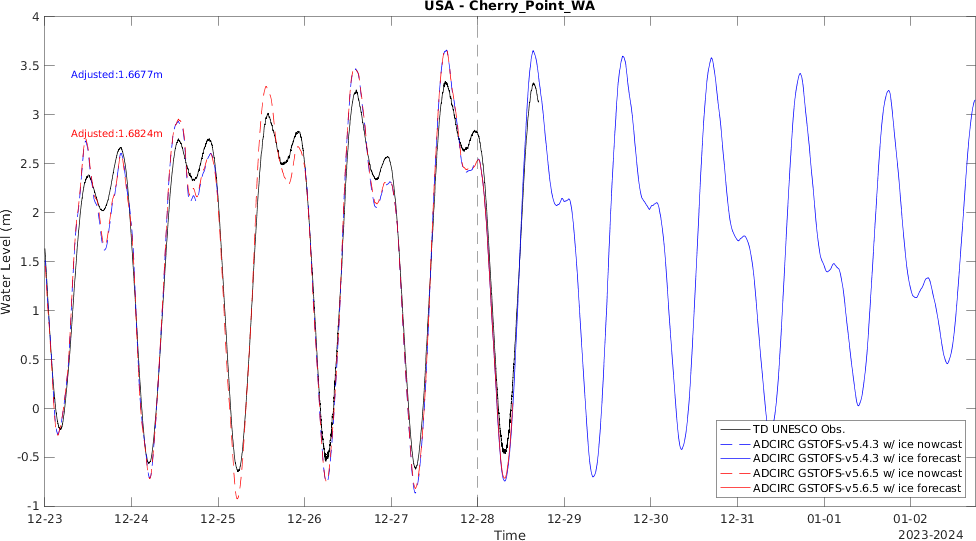 USA - Cherry_Point_WA
Adjusted:1.6677m
Adjusted:1.6824m
Water Level (m)
4
3.5
3
2.5
2
1.5
1
0.5
0
-0.5
-1
TD UNESCO Obs.
ADCIRC GSTOFS-v5.4.3 w/ ice nowcast
ADCIRC GSTOFS-v5.4.3 w/ ice forecast
ADCIRC GSTOFS-v5.6.5 w/ ice nowcast
ADCIRC GSTOFS-v5.6.5 w/ ice forecast
12-23 12-24 12-25 12-26 12-27 12-28 12-29 12-30 12-31 01-01 01-02
Time
2023-2024